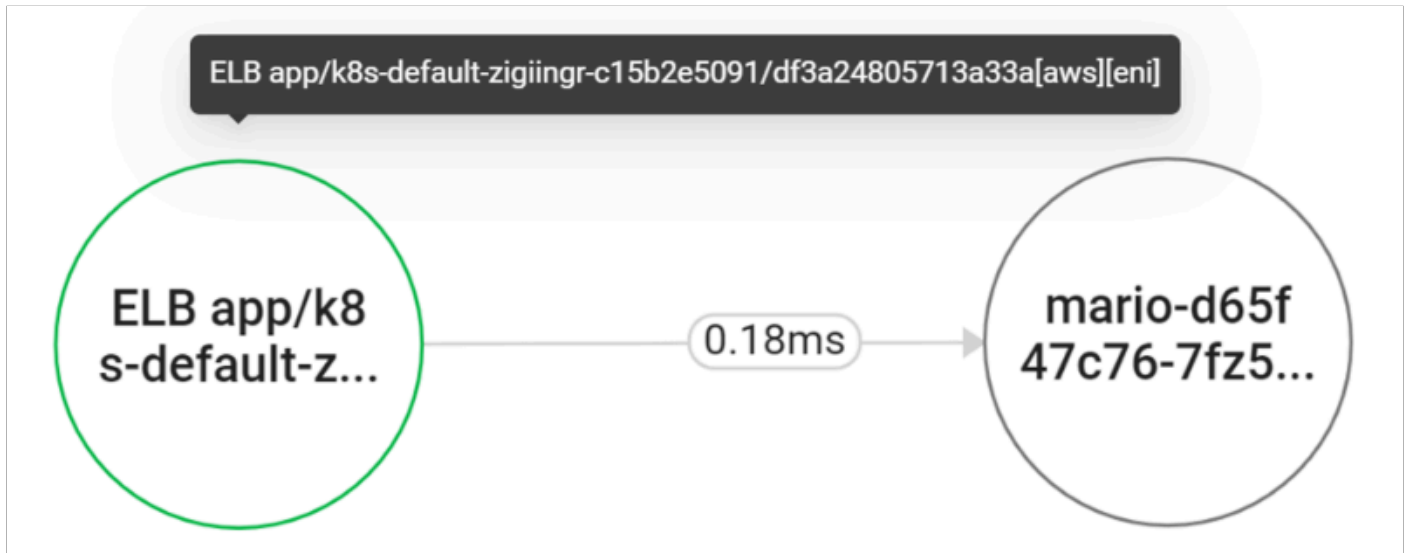 ELB app/k8s-default-zigiingr-c15b2e5091/df3a24805713a33a[aws][eni]
ELB app/k8
s-default-z...
0.18ms
mario-d65f
47c76-7fz5...